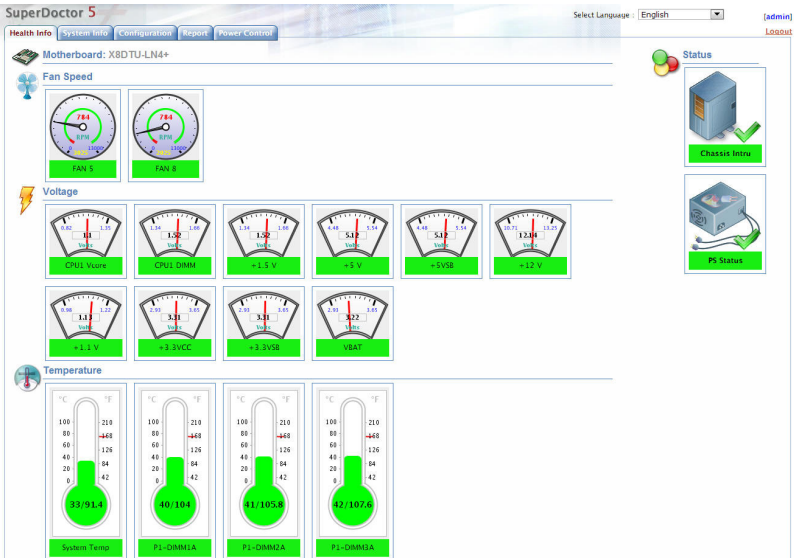 SuperDoctor 5
Select Language : English
[admin]
Health Info System Info Configuration Report Power Control
Logout
Motherboard: X8DTU-LN4+
Status
Fan Speed
784 784
RPM RPM
0 13000 0 13000
FAN 5 FAN 8
Chassis Intru
Voltage
0.82 1.35 1.34 1.66 1.34 1.66 4.48 5.54 4.48 5.54 10.71 13.25
1.1 1.52 1.52 5.12 5.12 12.14
Volts Volts Volts Volts Volts Volts
CPU1 Vcore CPU1 DIMM +1.5 V +5 V +5VSB +12 V
PS Status
0.98 1.22 2.93 3.65 2.93 3.65 2.93 3.65
1.13 3.31 3.31 3.22
Volts Volts Volts Volts
+1.1 V +3.3VCC +3.3VSB VBAT
Temperature
°C °F °C °F °C °F °C °F
100 210 100 210 100 210 100 210
80 168 80 168 80 168 80 168
60 126 60 126 60 126 60 126
40 84 40 84 40 84 40 84
20 42 20 42 20 42 20 42
0 0 0 0
33/91.4 40/104 41/105.8 42/107.6
System Temp P1-DIMM1A P1-DIMM2A P1-DIMM3A